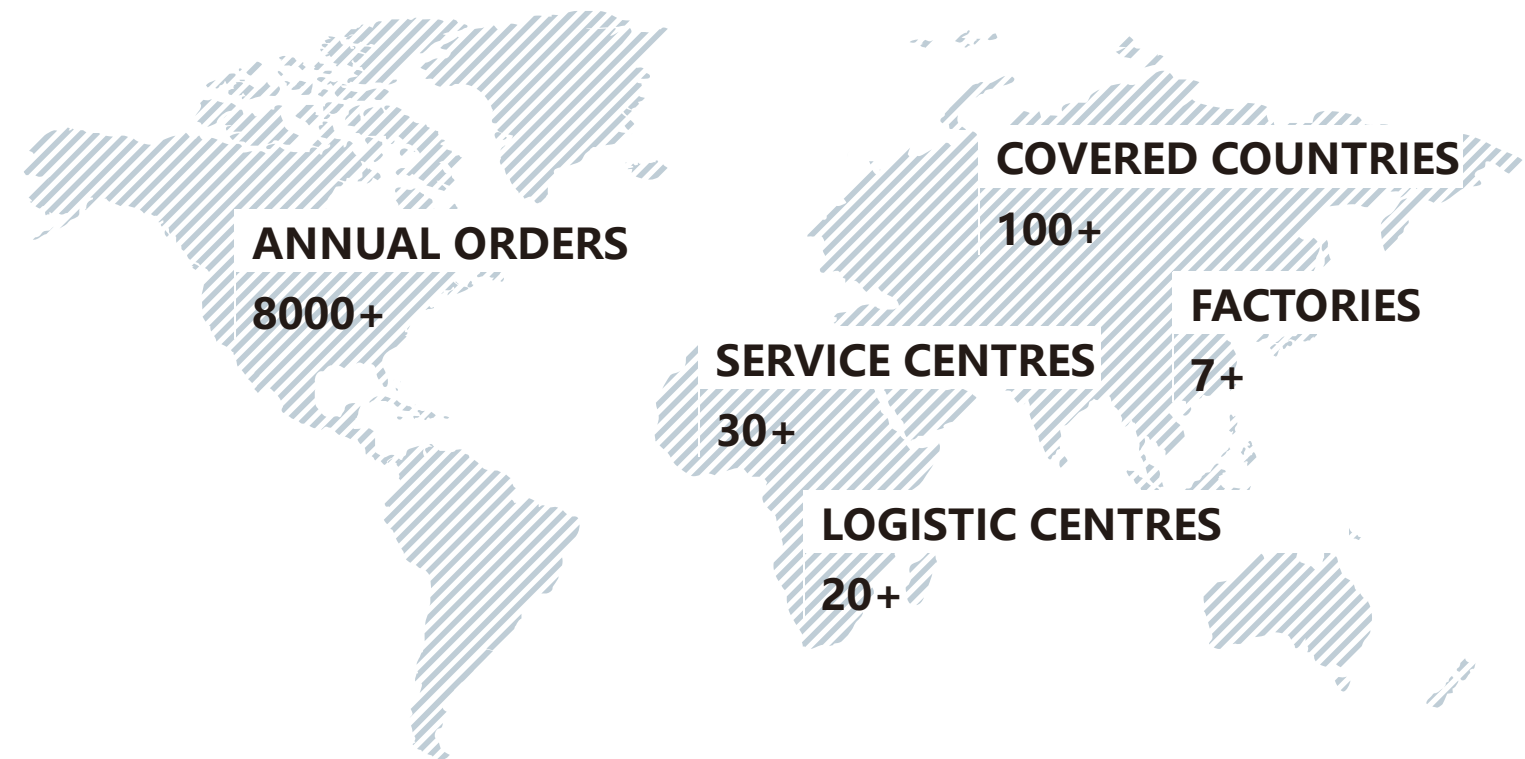 COVERED COUNTRIES
100+
ANNUAL ORDERS
8000+
FACTORIES
7+
SERVICE CENTRES
30+
LOGISTIC CENTRES
20+